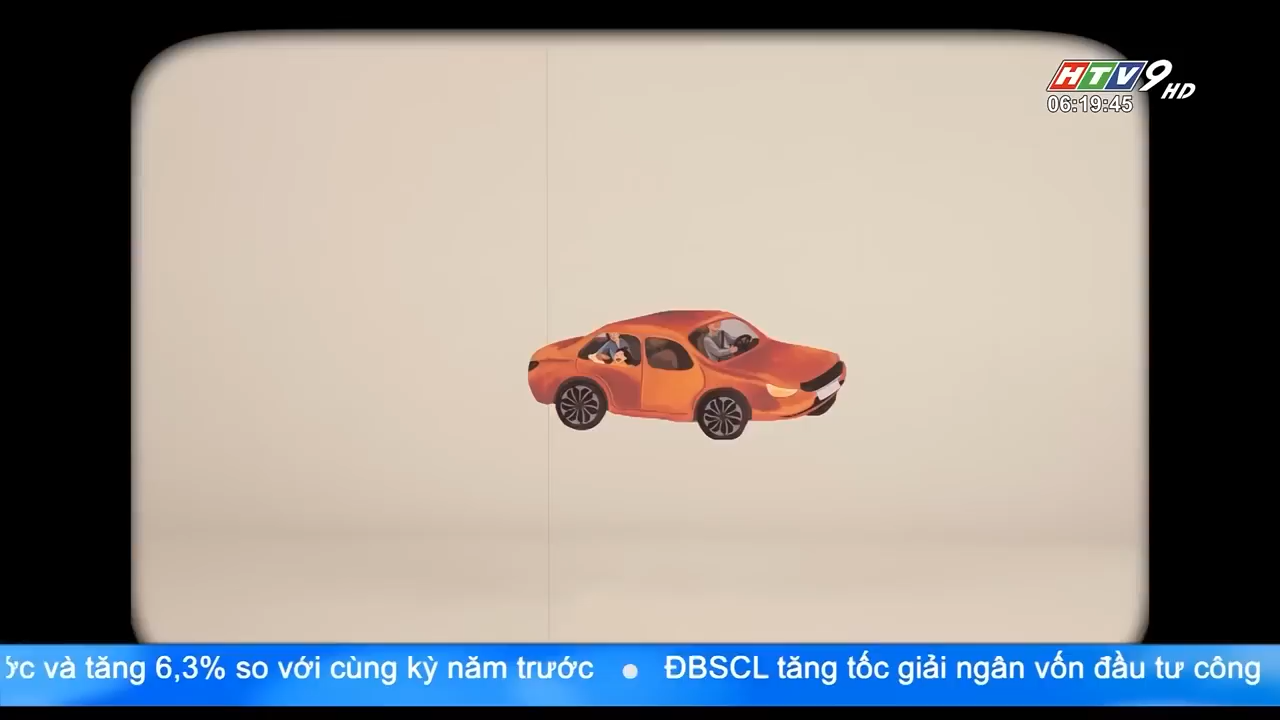 HTV9 HD
06:19:45
và tăng 6,3% so với cùng kỳ năm trước ● ĐBSCL tăng tốc giải ngân vốn đầu tư công